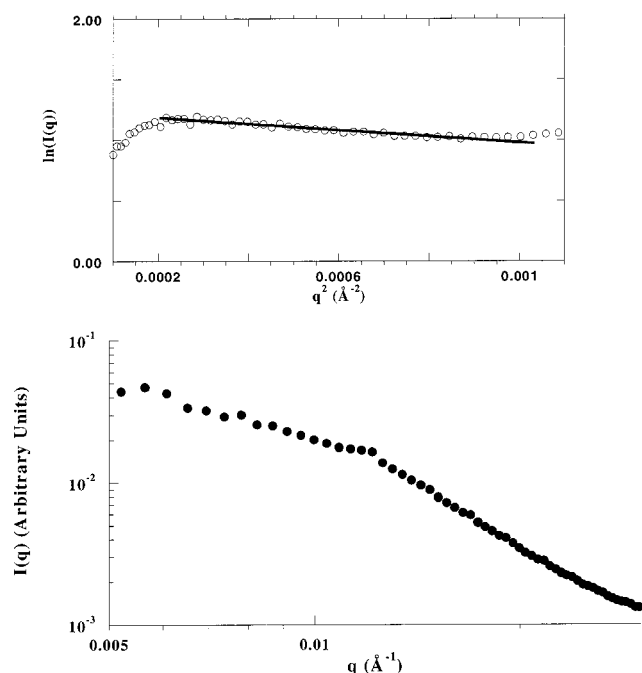 2.00
ln(I(q))
0.00
0.0002
0.0006
0.001
q² (Å⁻²)
10⁻¹
I(q) (Arbitrary Units)
10⁻²
10⁻³
0.005
0.01
q (Å⁻¹)